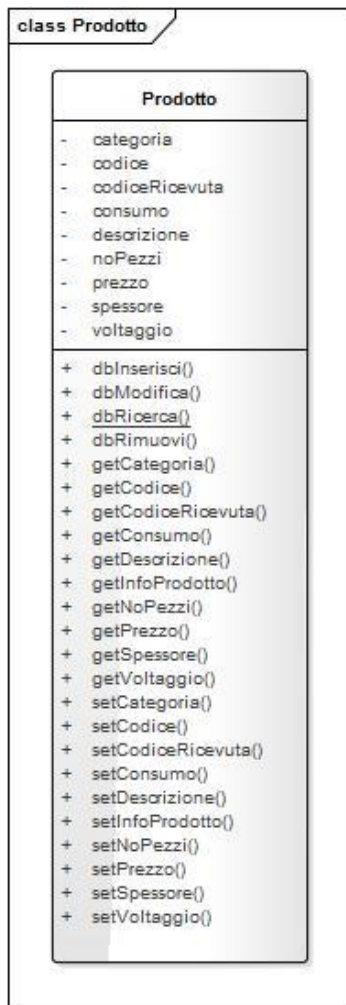 class Prodotto
Prodotto
- categoria
- codice
- codiceRicevuta
- consumo
- descrizione
- noPezzi
- prezzo
- spessore
- voltaggio
+ dbInserisci()
+ dbModifica()
+ dbRicerca()
+ dbRimuovi()
+ getCategoria()
+ getCodice()
+ getCodiceRicevuta()
+ getConsumo()
+ getDescrizione()
+ getInfoProdotto()
+ getNoPezzi()
+ getPrezzo()
+ getSpessore()
+ getVoltaggio()
+ setCategoria()
+ setCodice()
+ setCodiceRicevuta()
+ setConsumo()
+ setDescrizione()
+ setInfoProdotto()
+ setNoPezzi()
+ setPrezzo()
+ setSpessore()
+ setVoltaggio()